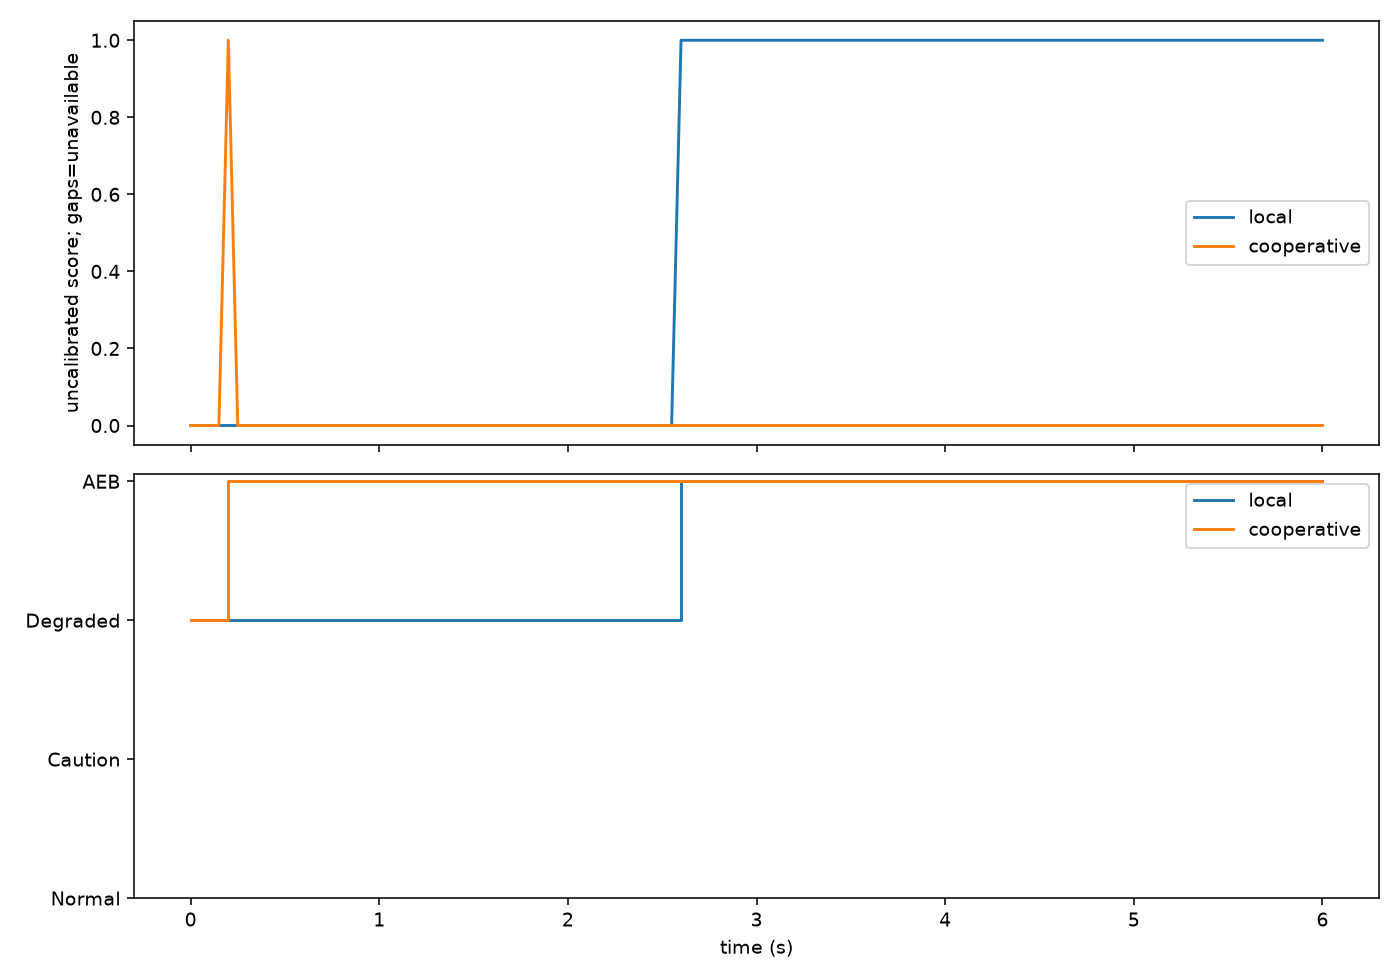 uncalibrated score; gaps=unavailable
1.0
0.8
0.6
0.4
0.2
0.0
local
cooperative
AEB
Degraded
Caution
Normal
local
cooperative
0 1 2 3 4 5 6
time (s)